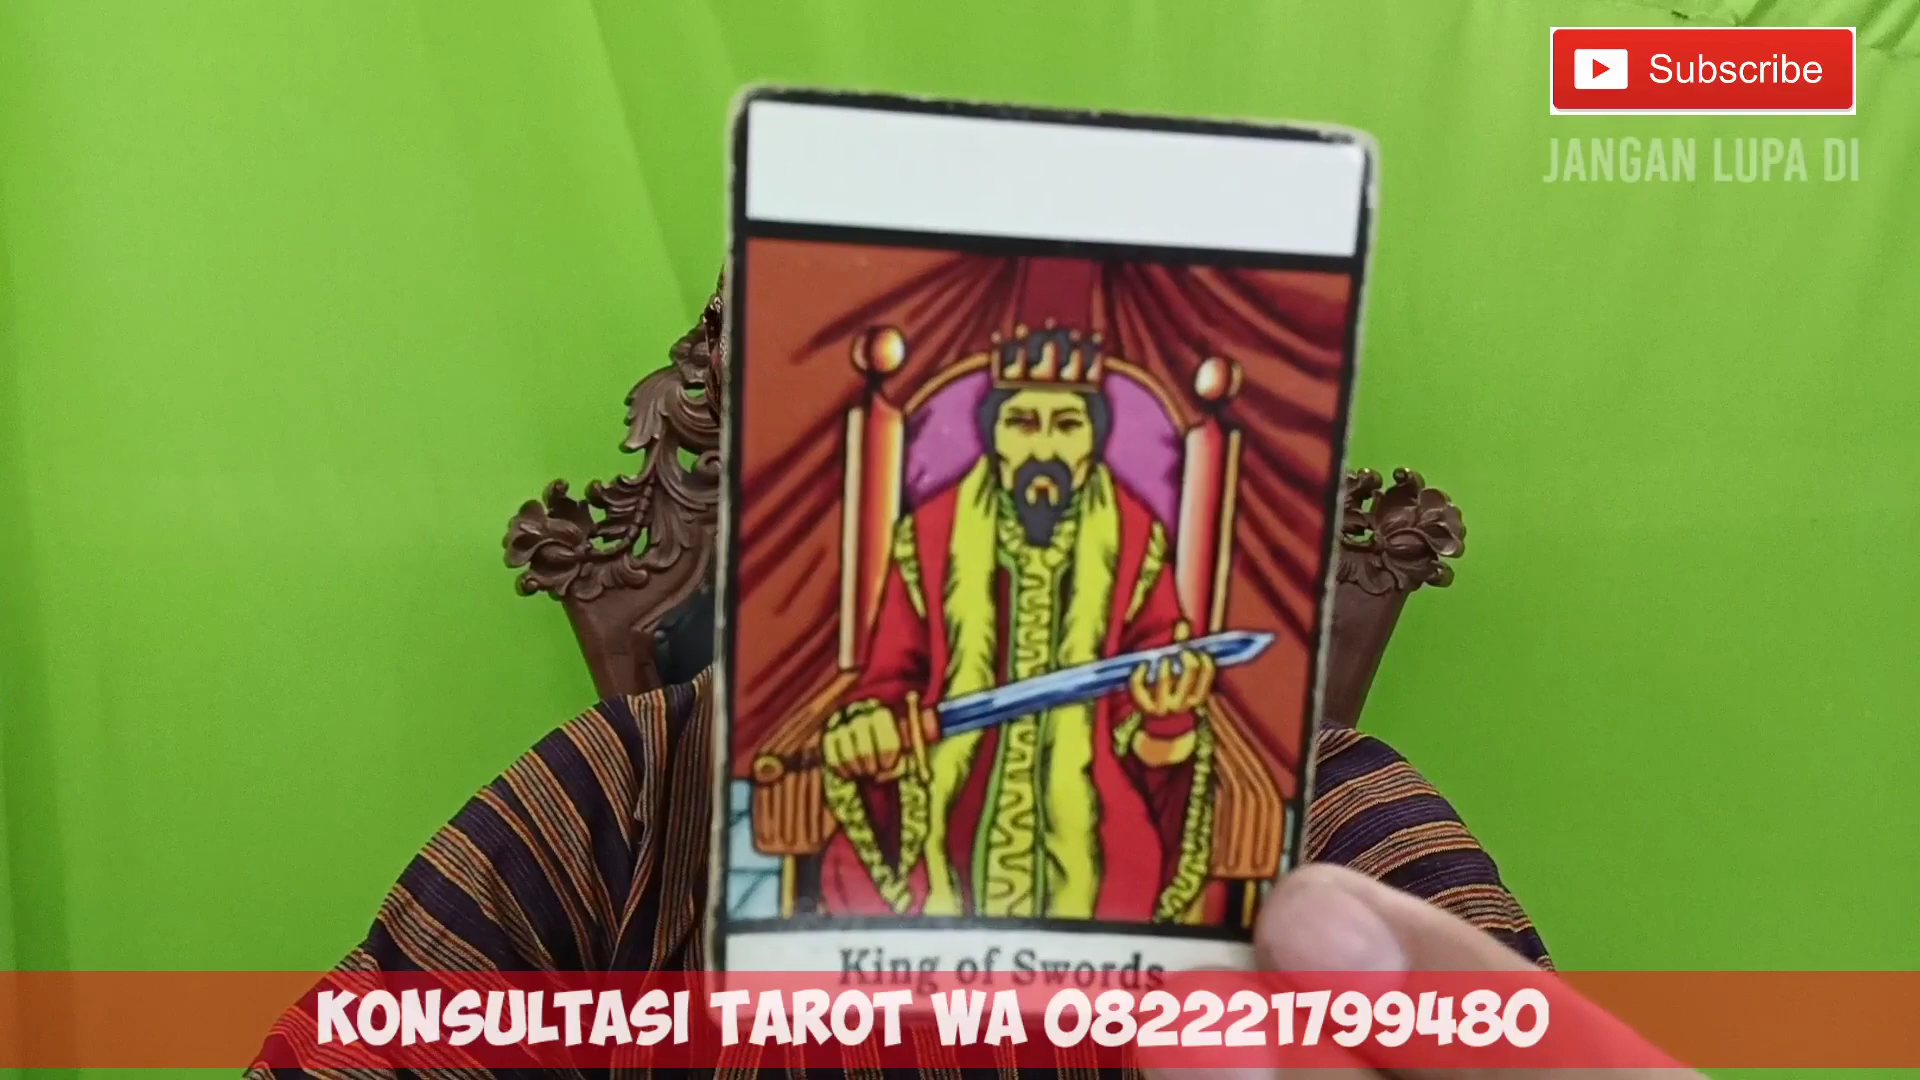 Subscribe
JANGAN LUPA DI
King of Swords
KONSULTASI TAROT WA 082221799480